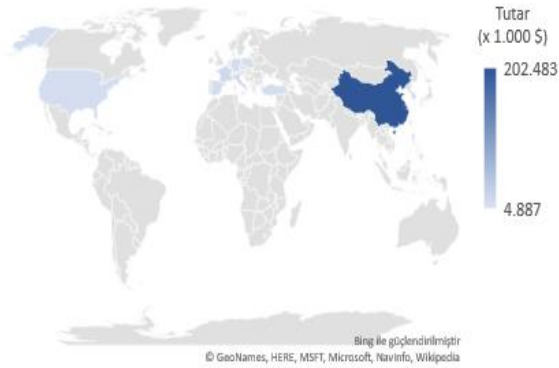 Tutar
(x 1.000 $)
202.483
4.887
Bing ile güçlendirilmiştir
© GeoNames, HERE, MSFT, Microsoft, NavInfo, Wikipedia